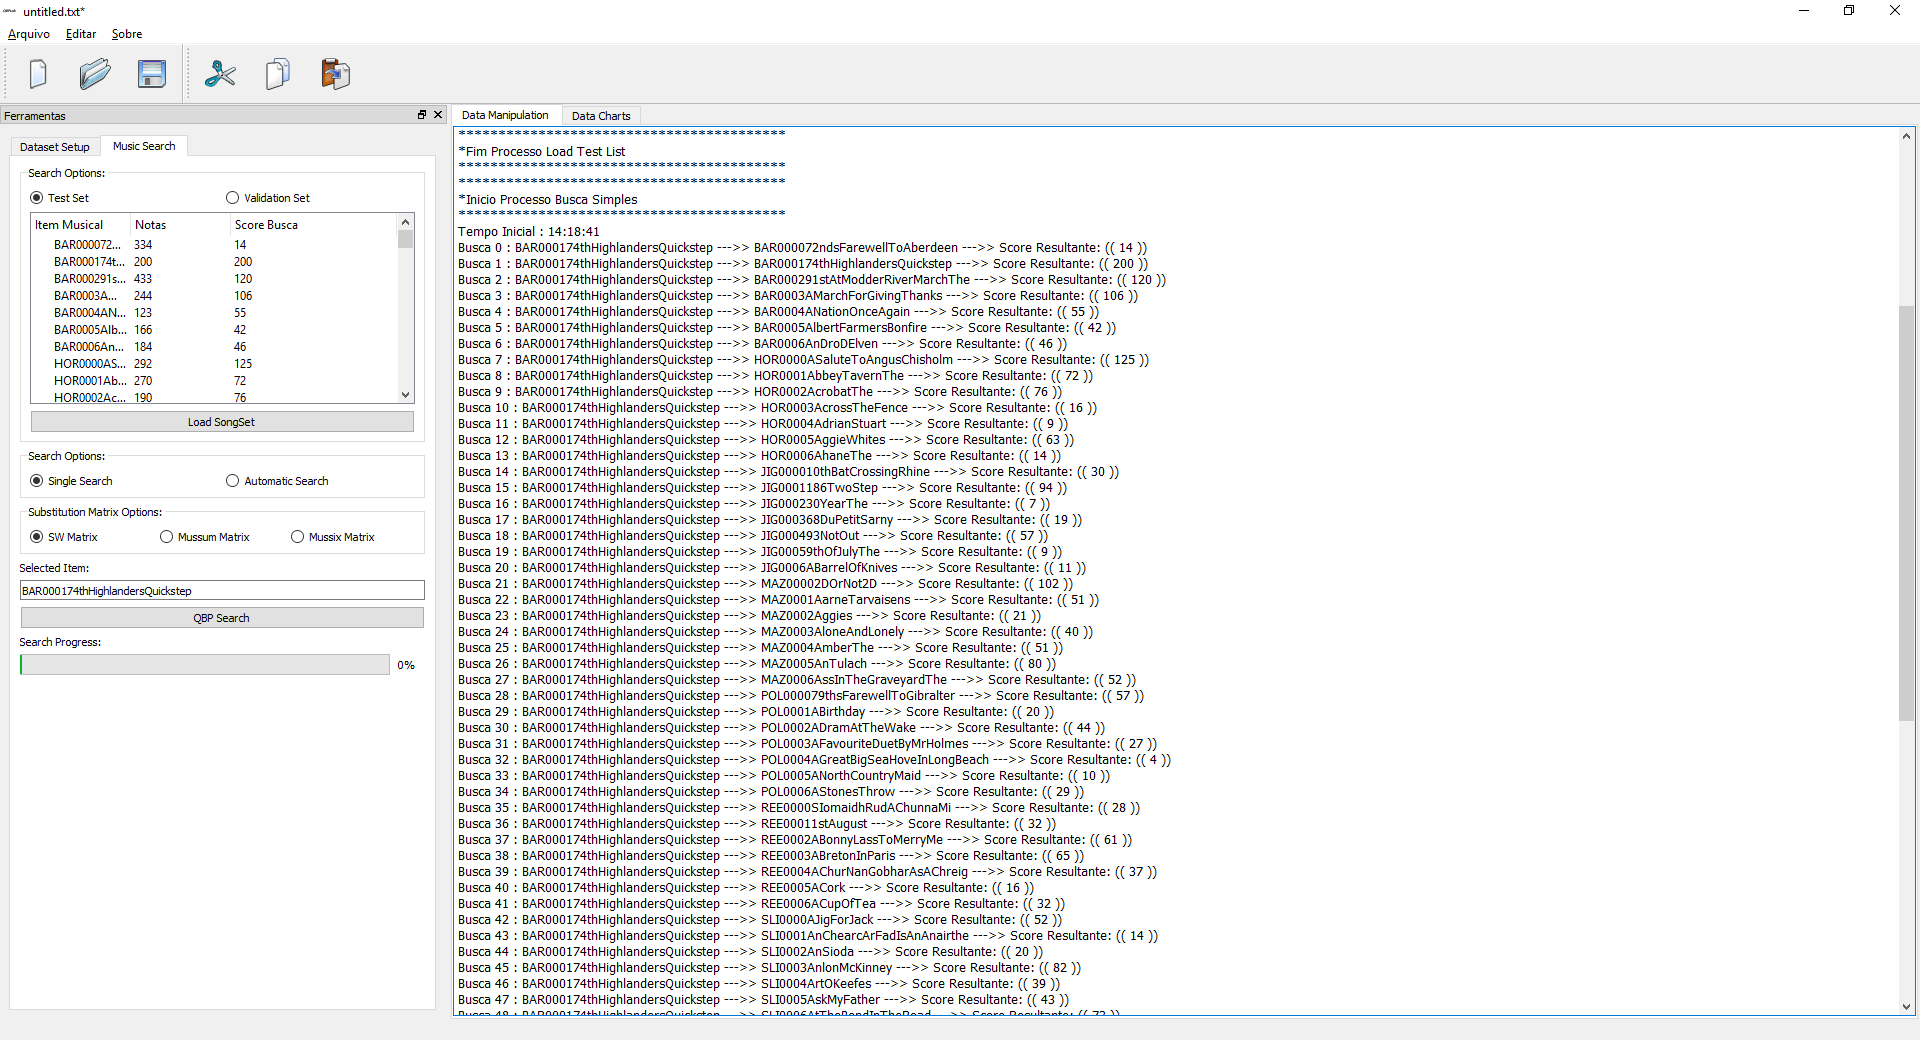 untitled.txt*
Arquivo Editar Sobre
Ferramentas
Dataset Setup Music Search
Search Options:
Test Set Validation Set
Item Musical Notas Score Busca
BAR000072... 334 14
BAR000174t... 200 200
BAR000291s... 433 120
BAR0003A... 244 106
BAR0004AN... 123 55
BAR0005Alb... 166 42
BAR0006An... 184 46
HOR0000AS... 292 125
HOR0001Ab... 270 72
HOR0002Ac... 190 76
Load SongSet
Search Options:
Single Search Automatic Search
Substitution Matrix Options:
SW Matrix Mussum Matrix Mussix Matrix
Selected Item:
BAR000174thHighlandersQuickstep
QBP Search
Search Progress:
0%
Data Manipulation Data Charts
*****************************************
*Fim Processo Load Test List
*****************************************
*****************************************
*Inicio Processo Busca Simples
*****************************************
Tempo Inicial : 14:18:41
Busca 0 : BAR000174thHighlandersQuickstep --->> BAR000072ndsFarewellToAberdeen --->> Score Resultante: (( 14 ))
Busca 1 : BAR000174thHighlandersQuickstep --->> BAR000174thHighlandersQuickstep --->> Score Resultante: (( 200 ))
Busca 2 : BAR000174thHighlandersQuickstep --->> BAR000291stAtModderRiverMarchThe --->> Score Resultante: (( 120 ))
Busca 3 : BAR000174thHighlandersQuickstep --->> BAR0003AMarchForGivingThanks --->> Score Resultante: (( 106 ))
Busca 4 : BAR000174thHighlandersQuickstep --->> BAR0004ANationOnceAgain --->> Score Resultante: (( 55 ))
Busca 5 : BAR000174thHighlandersQuickstep --->> BAR0005AlbertFarmersBonfire --->> Score Resultante: (( 42 ))
Busca 6 : BAR000174thHighlandersQuickstep --->> BAR0006AnDroDElven --->> Score Resultante: (( 46 ))
Busca 7 : BAR000174thHighlandersQuickstep --->> HOR0000ASaluteToAngusChisholm --->> Score Resultante: (( 125 ))
Busca 8 : BAR000174thHighlandersQuickstep --->> HOR0001AbbeyTavernThe --->> Score Resultante: (( 72 ))
Busca 9 : BAR000174thHighlandersQuickstep --->> HOR0002AcrobatThe --->> Score Resultante: (( 76 ))
Busca 10 : BAR000174thHighlandersQuickstep --->> HOR0003AcrossTheFence --->> Score Resultante: (( 16 ))
Busca 11 : BAR000174thHighlandersQuickstep --->> HOR0004AdrianStuart --->> Score Resultante: (( 9 ))
Busca 12 : BAR000174thHighlandersQuickstep --->> HOR0005AggieWhites --->> Score Resultante: (( 63 ))
Busca 13 : BAR000174thHighlandersQuickstep --->> HOR0006AhaneThe --->> Score Resultante: (( 14 ))
Busca 14 : BAR000174thHighlandersQuickstep --->> JIG000010thBatCrossingRhine --->> Score Resultante: (( 30 ))
Busca 15 : BAR000174thHighlandersQuickstep --->> JIG0001186TwoStep --->> Score Resultante: (( 94 ))
Busca 16 : BAR000174thHighlandersQuickstep --->> JIG000230YearThe --->> Score Resultante: (( 7 ))
Busca 17 : BAR000174thHighlandersQuickstep --->> JIG000368DuPetitSarny --->> Score Resultante: (( 19 ))
Busca 18 : BAR000174thHighlandersQuickstep --->> JIG000493NotOut --->> Score Resultante: (( 57 ))
Busca 19 : BAR000174thHighlandersQuickstep --->> JIG00059thOfJulyThe --->> Score Resultante: (( 9 ))
Busca 20 : BAR000174thHighlandersQuickstep --->> JIG0006ABarrelOfKnives --->> Score Resultante: (( 11 ))
Busca 21 : BAR000174thHighlandersQuickstep --->> MAZ00002DOrNot2D --->> Score Resultante: (( 102 ))
Busca 22 : BAR000174thHighlandersQuickstep --->> MAZ0001AarneTarvaisens --->> Score Resultante: (( 51 ))
Busca 23 : BAR000174thHighlandersQuickstep --->> MAZ0002Aggies --->> Score Resultante: (( 21 ))
Busca 24 : BAR000174thHighlandersQuickstep --->> MAZ0003AloneAndLonely --->> Score Resultante: (( 40 ))
Busca 25 : BAR000174thHighlandersQuickstep --->> MAZ0004AmberThe --->> Score Resultante: (( 51 ))
Busca 26 : BAR000174thHighlandersQuickstep --->> MAZ0005AnTulach --->> Score Resultante: (( 80 ))
Busca 27 : BAR000174thHighlandersQuickstep --->> MAZ0006AssInTheGraveyardThe --->> Score Resultante: (( 52 ))
Busca 28 : BAR000174thHighlandersQuickstep --->> POL000079thsFarewellToGibralter --->> Score Resultante: (( 57 ))
Busca 29 : BAR000174thHighlandersQuickstep --->> POL0001ABirthday --->> Score Resultante: (( 20 ))
Busca 30 : BAR000174thHighlandersQuickstep --->> POL0002ADramAtTheWake --->> Score Resultante: (( 44 ))
Busca 31 : BAR000174thHighlandersQuickstep --->> POL0003AFavouriteDuetByMrHolmes --->> Score Resultante: (( 27 ))
Busca 32 : BAR000174thHighlandersQuickstep --->> POL0004AGreatBigSeaHoveInLongBeach --->> Score Resultante: (( 4 ))
Busca 33 : BAR000174thHighlandersQuickstep --->> POL0005ANorthCountryMaid --->> Score Resultante: (( 10 ))
Busca 34 : BAR000174thHighlandersQuickstep --->> POL0006AStonesThrow --->> Score Resultante: (( 29 ))
Busca 35 : BAR000174thHighlandersQuickstep --->> REE0000SIomaidhRudAChunnaMi --->> Score Resultante: (( 28 ))
Busca 36 : BAR000174thHighlandersQuickstep --->> REE00011stAugust --->> Score Resultante: (( 32 ))
Busca 37 : BAR000174thHighlandersQuickstep --->> REE0002ABonnyLassToMerryMe --->> Score Resultante: (( 61 ))
Busca 38 : BAR000174thHighlandersQuickstep --->> REE0003ABretonInParis --->> Score Resultante: (( 65 ))
Busca 39 : BAR000174thHighlandersQuickstep --->> REE0004AChurNanGobharAsAChreig --->> Score Resultante: (( 37 ))
Busca 40 : BAR000174thHighlandersQuickstep --->> REE0005ACork --->> Score Resultante: (( 16 ))
Busca 41 : BAR000174thHighlandersQuickstep --->> REE0006ACupOfTea --->> Score Resultante: (( 32 ))
Busca 42 : BAR000174thHighlandersQuickstep --->> SLI0000AJigForJack --->> Score Resultante: (( 52 ))
Busca 43 : BAR000174thHighlandersQuickstep --->> SLI0001AnChearcArFadIsAnAnairthe --->> Score Resultante: (( 14 ))
Busca 44 : BAR000174thHighlandersQuickstep --->> SLI0002AnSioda --->> Score Resultante: (( 20 ))
Busca 45 : BAR000174thHighlandersQuickstep --->> SLI0003AnlonMcKinney --->> Score Resultante: (( 82 ))
Busca 46 : BAR000174thHighlandersQuickstep --->> SLI0004ArtOKeefes --->> Score Resultante: (( 39 ))
Busca 47 : BAR000174thHighlandersQuickstep --->> SLI0005AskMyFather --->> Score Resultante: (( 43 ))
Busca 48 : BAR000174thHighlandersQuickstep --->> SLI0006AtTheBendInTheRoad --->> Score Resultante: